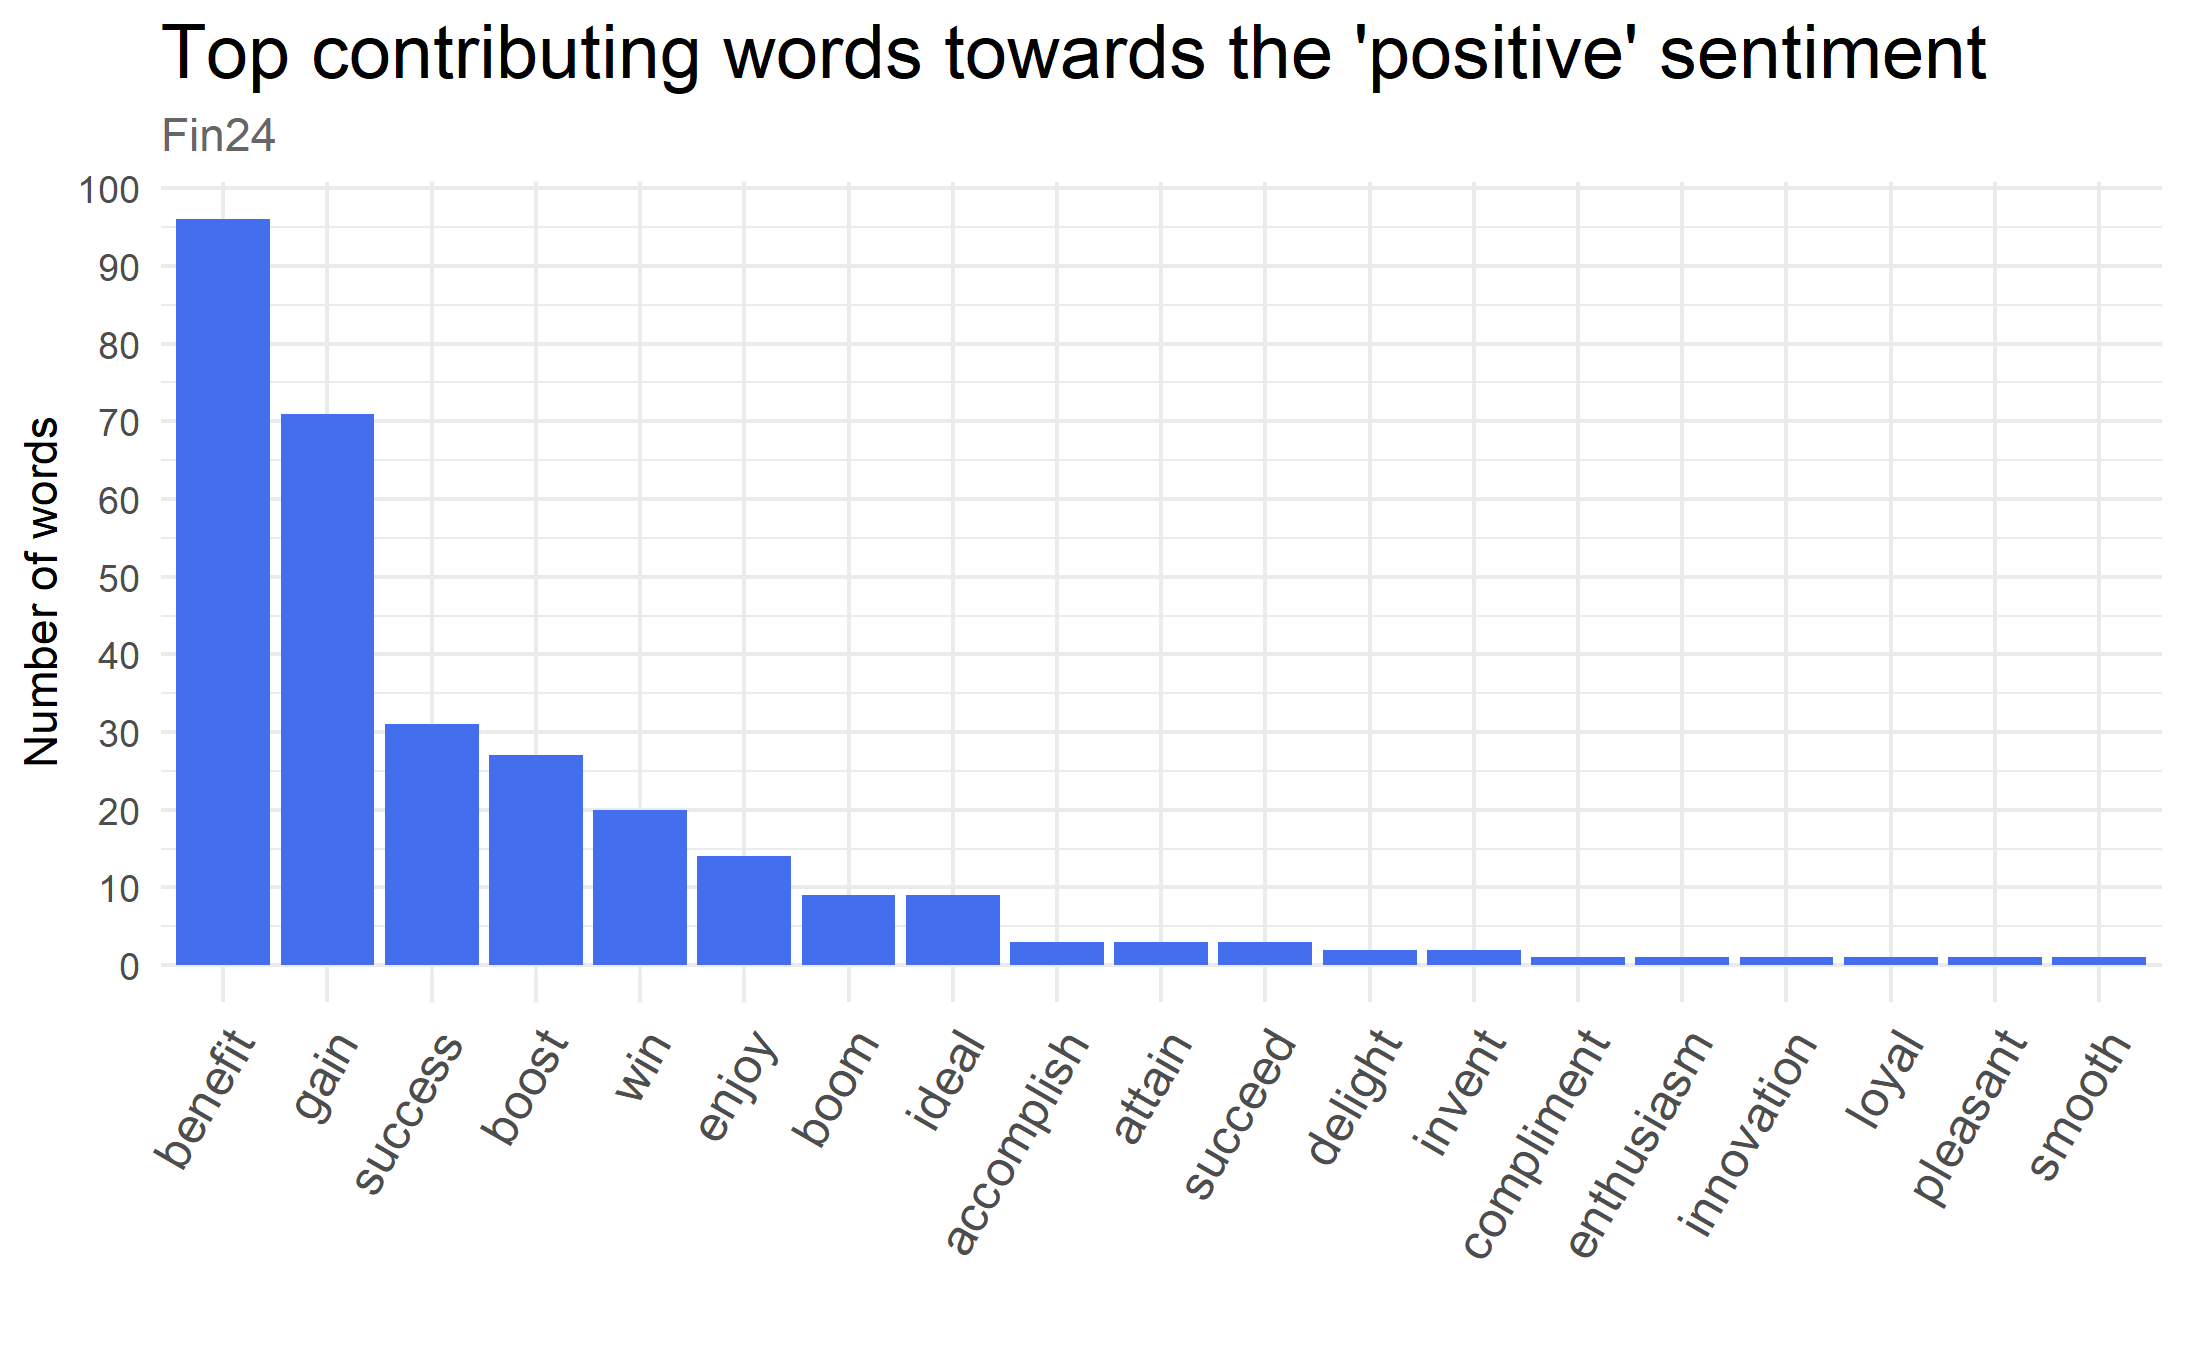 Top contributing words towards the 'positive' sentiment
Fin24
Number of words
100
90
80
70
60
50
40
30
20
10
0
benefit
gain
success
boost
win
enjoy
boom
ideal
accomplish
attain
succeed
delight
invent
compliment
enthusiasm
innovation
loyal
pleasant
smooth